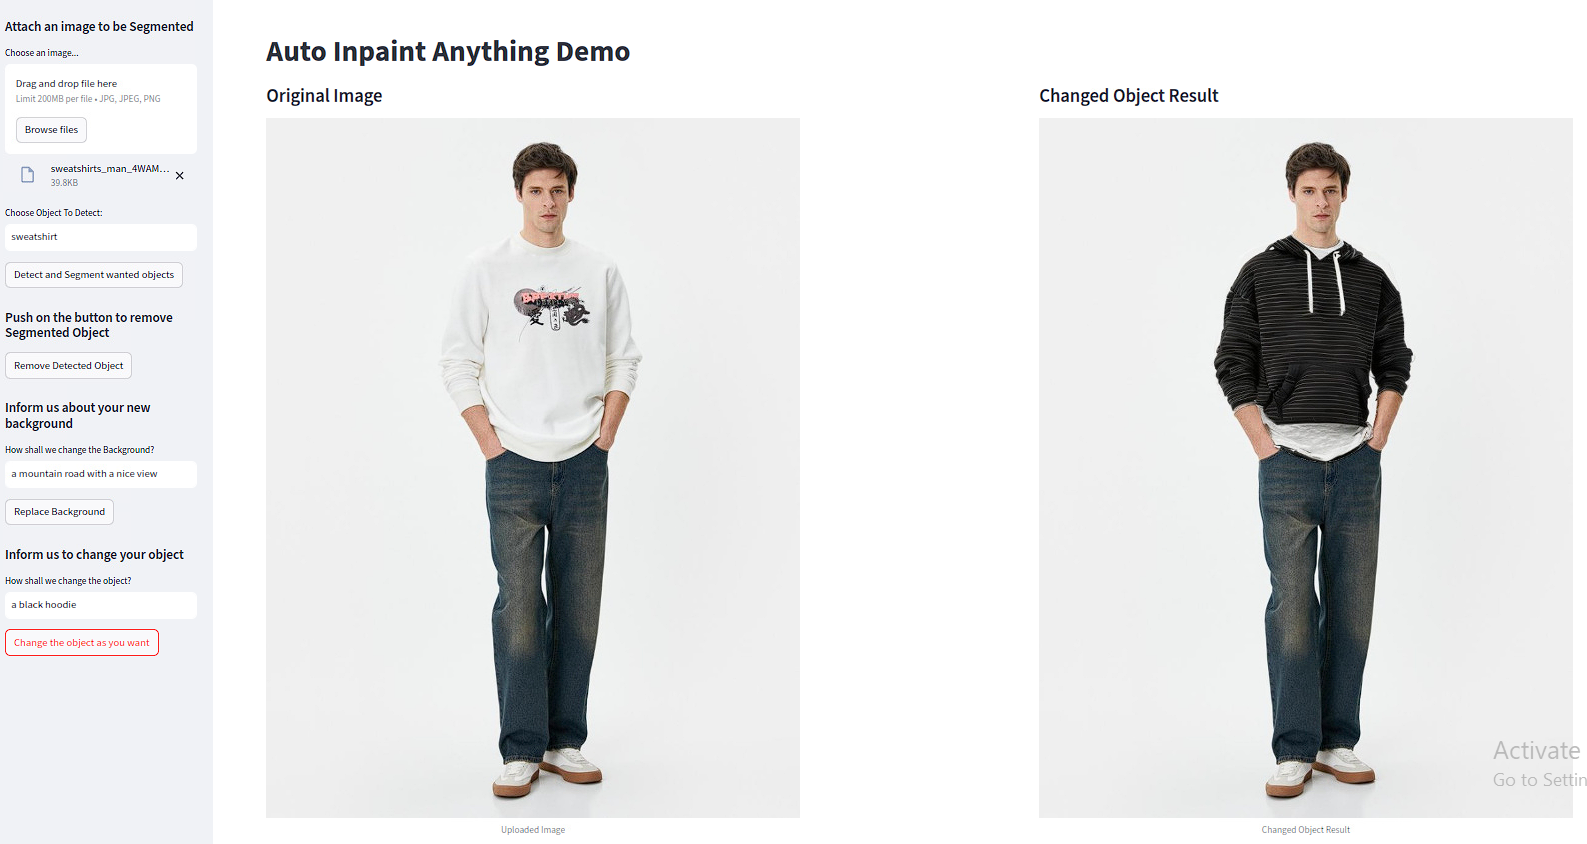 Attach an image to be Segmented
Choose an image...
Drag and drop file here
Limit 200MB per file • JPG, JPEG, PNG
Browse files
sweatshirts_man_4WAM...
39.8KB
Choose Object To Detect:
sweatshirt
Detect and Segment wanted objects
Push on the button to remove
Segmented Object
Remove Detected Object
Inform us about your new
background
How shall we change the Background?
a mountain road with a nice view
Replace Background
Inform us to change your object
How shall we change the object?
a black hoodie
Change the object as you want
Auto Inpaint Anything Demo
Original Image
愛
Uploaded Image
Changed Object Result
Activate
Go to Settin
Changed Object Result